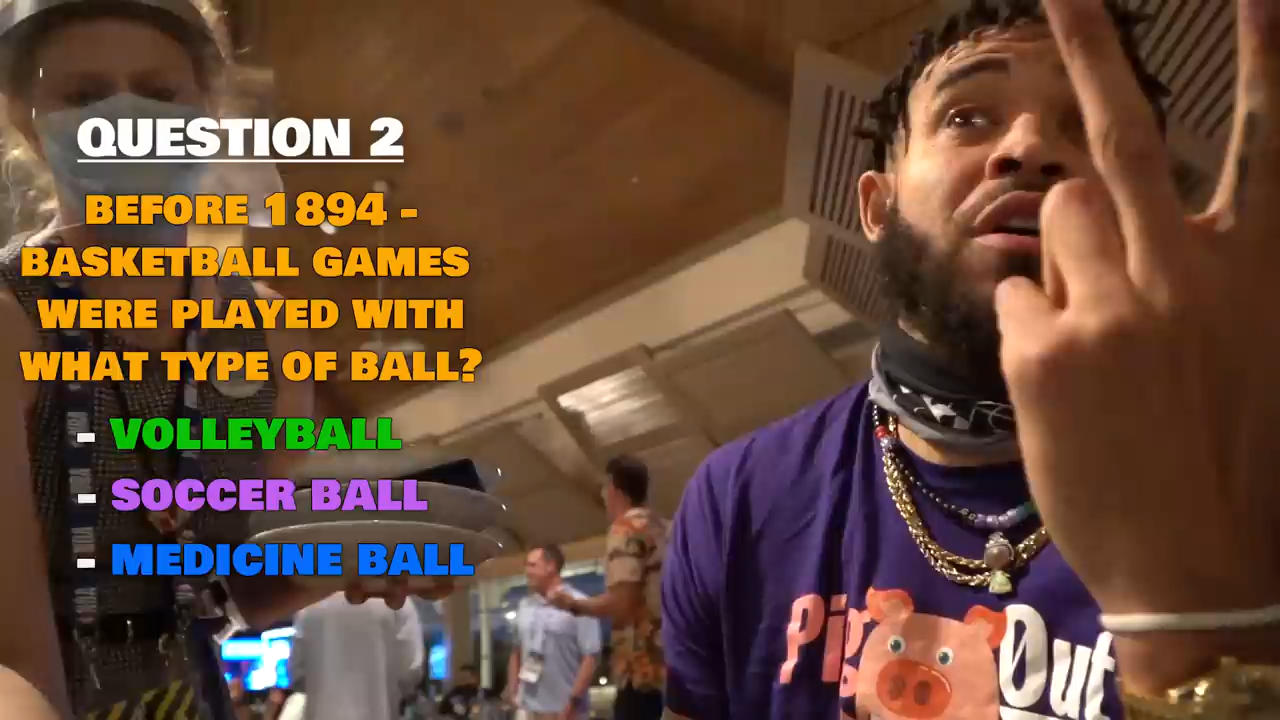 QUESTION 2
BEFORE 1894 -
BASKETBALL GAMES
WERE PLAYED WITH
WHAT TYPE OF BALL?
- VOLLEYBALL
- SOCCER BALL
- MEDICINE BALL
Pig Out